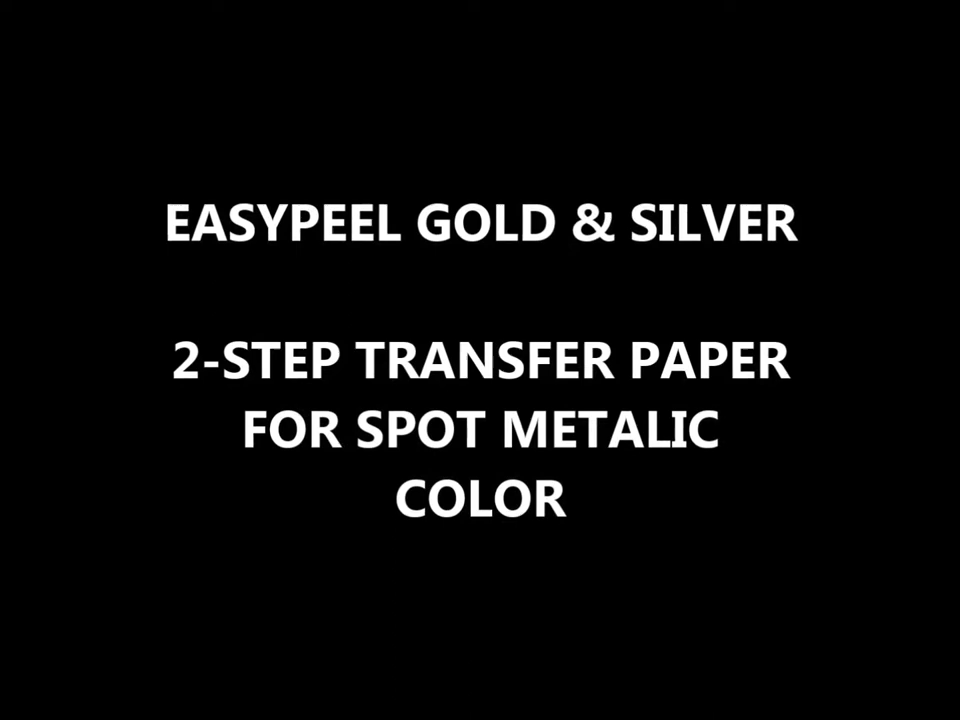 EASYPEEL GOLD & SILVER
2-STEP TRANSFER PAPER
FOR SPOT METALIC
COLOR